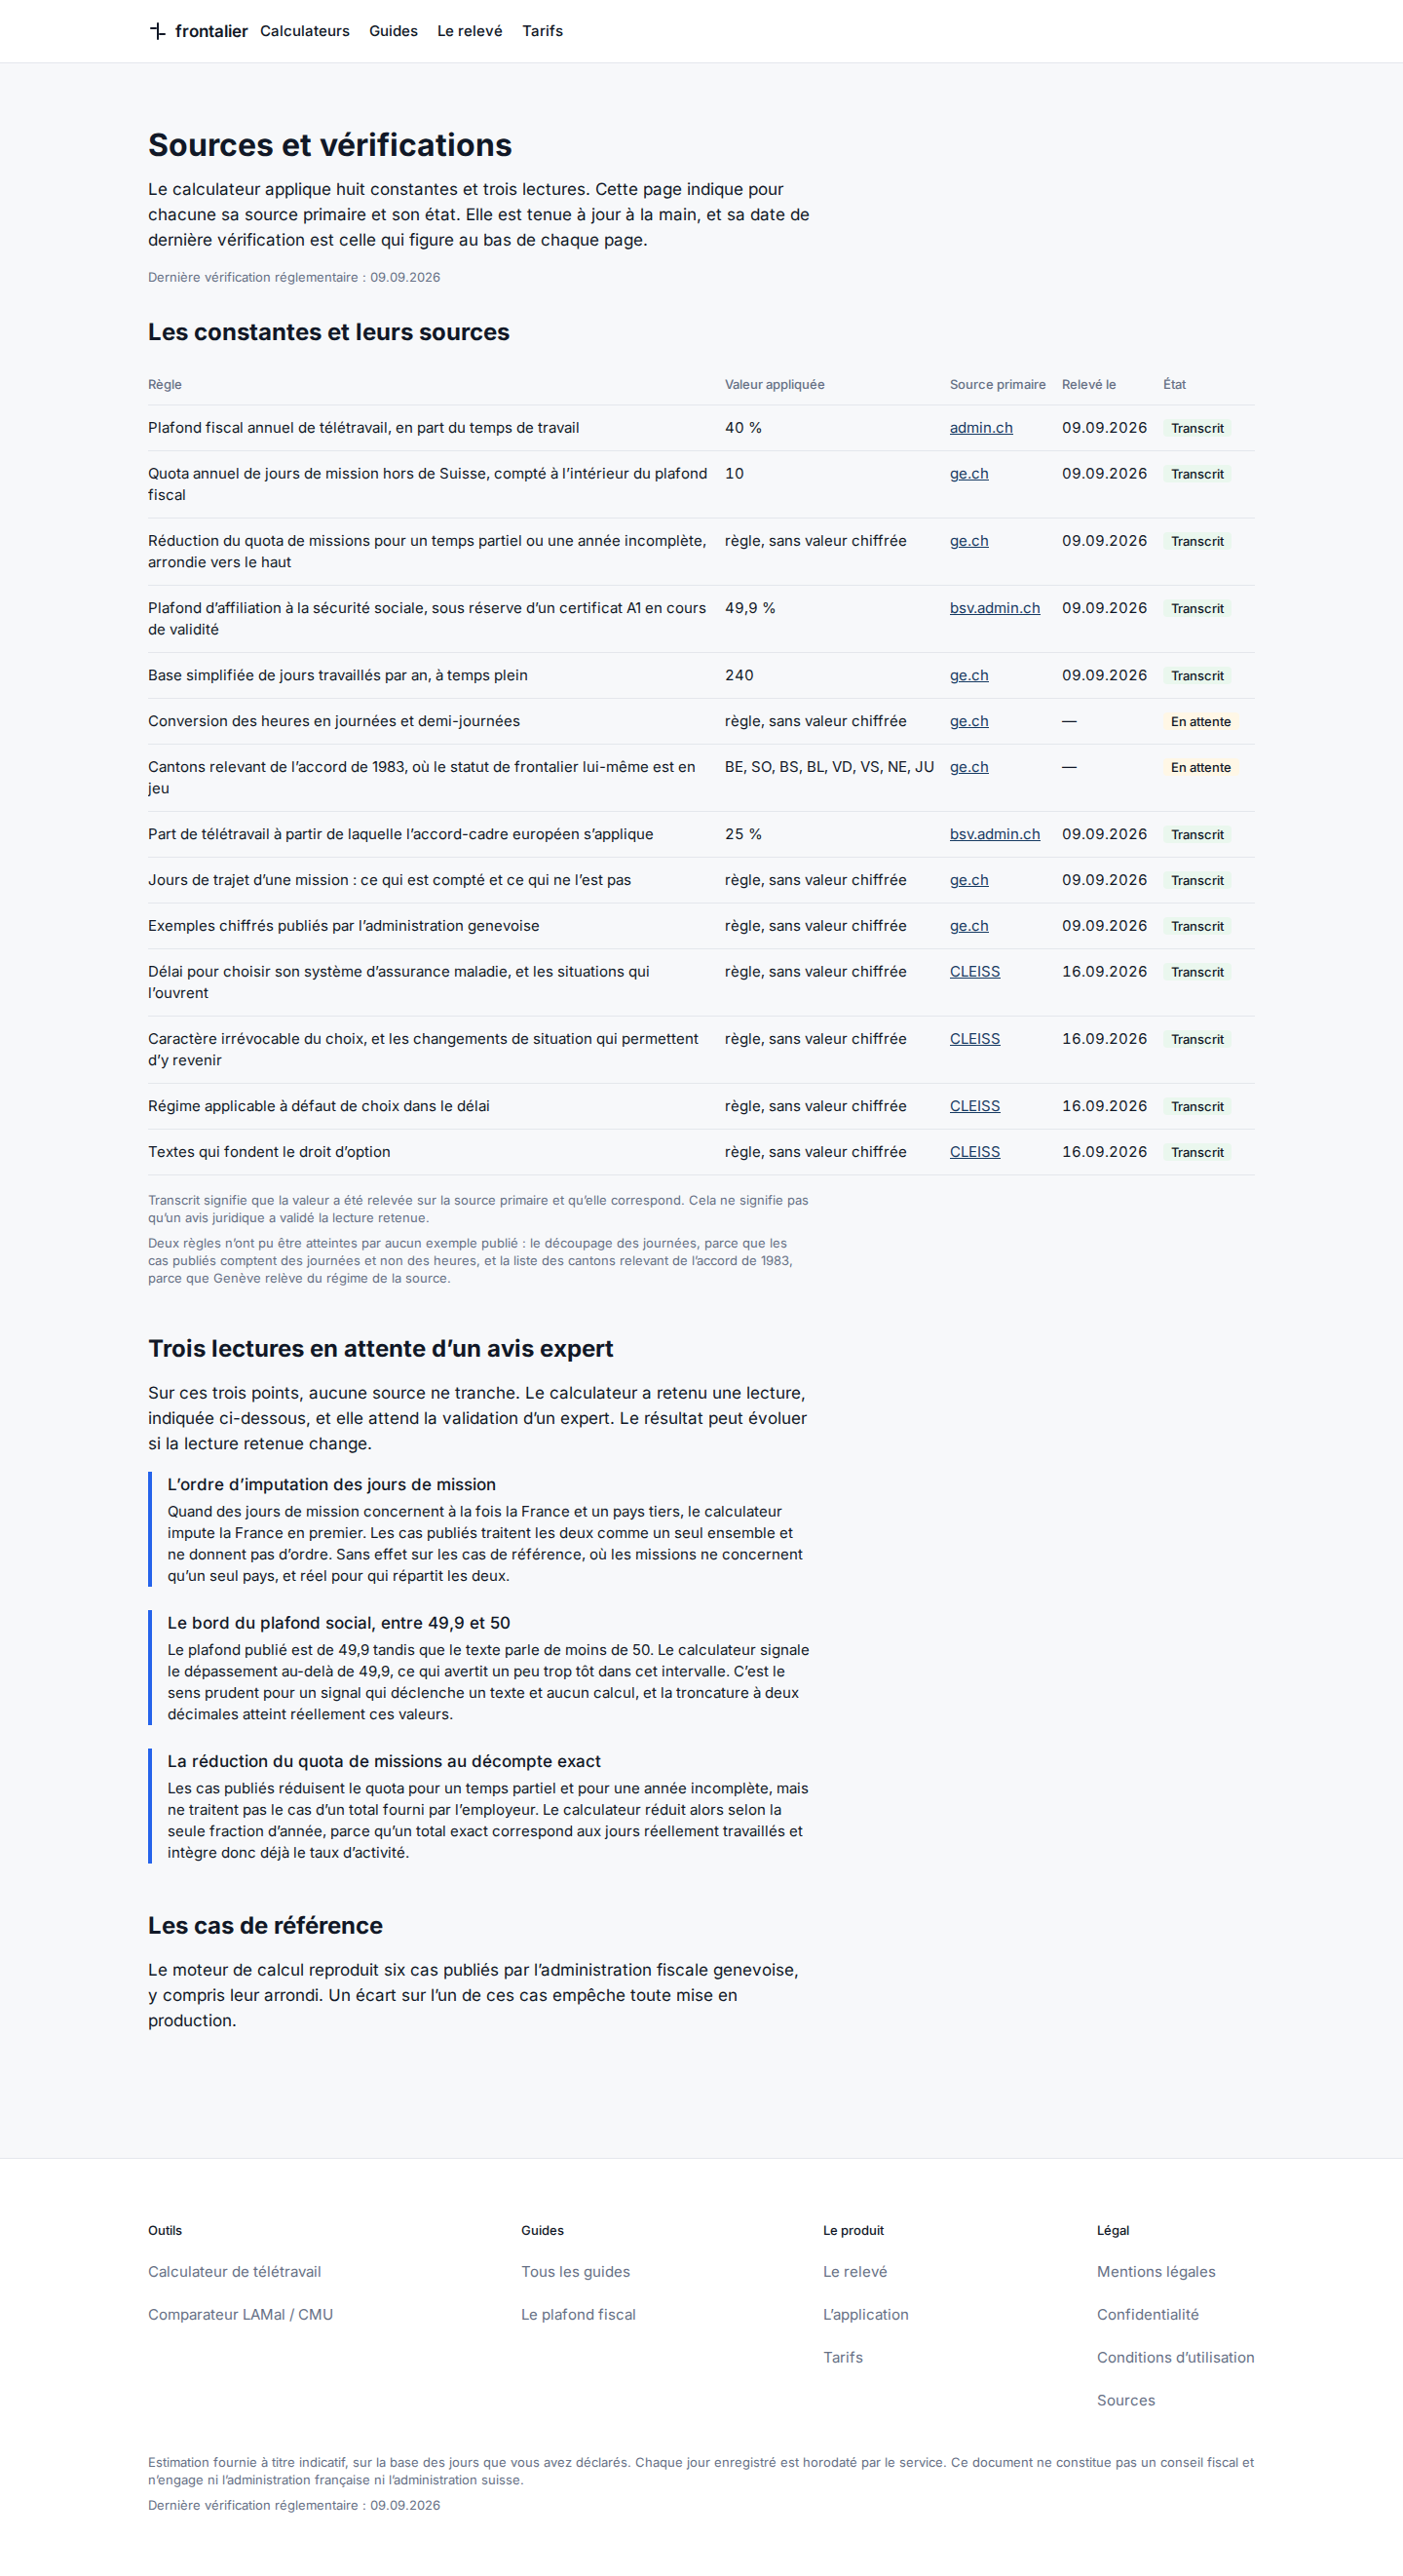 frontalier Calculateurs Guides Le relevé Tarifs
Sources et vérifications
Le calculateur applique huit constantes et trois lectures. Cette page indique pour
chacune sa source primaire et son état. Elle est tenue à jour à la main, et sa date de
dernière vérification est celle qui figure au bas de chaque page.
Dernière vérification réglementaire : 09.09.2026
Les constantes et leurs sources
Règle Valeur appliquée Source primaire Relevé le État
Plafond fiscal annuel de télétravail, en part du temps de travail 40 % admin.ch 09.09.2026 Transcrit
Quota annuel de jours de mission hors de Suisse, compté à l’intérieur du plafond 10 ge.ch 09.09.2026 Transcrit
fiscal
Réduction du quota de missions pour un temps partiel ou une année incomplète, règle, sans valeur chiffrée ge.ch 09.09.2026 Transcrit
arrondie vers le haut
Plafond d’affiliation à la sécurité sociale, sous réserve d’un certificat A1 en cours 49,9 % bsv.admin.ch 09.09.2026 Transcrit
de validité
Base simplifiée de jours travaillés par an, à temps plein 240 ge.ch 09.09.2026 Transcrit
Conversion des heures en journées et demi-journées règle, sans valeur chiffrée ge.ch — En attente
Cantons relevant de l’accord de 1983, où le statut de frontalier lui-même est en BE, SO, BS, BL, VD, VS, NE, JU ge.ch — En attente
jeu
Part de télétravail à partir de laquelle l’accord-cadre européen s’applique 25 % bsv.admin.ch 09.09.2026 Transcrit
Jours de trajet d’une mission : ce qui est compté et ce qui ne l’est pas règle, sans valeur chiffrée ge.ch 09.09.2026 Transcrit
Exemples chiffrés publiés par l’administration genevoise règle, sans valeur chiffrée ge.ch 09.09.2026 Transcrit
Délai pour choisir son système d’assurance maladie, et les situations qui règle, sans valeur chiffrée CLEISS 16.09.2026 Transcrit
l’ouvrent
Caractère irrévocable du choix, et les changements de situation qui permettent règle, sans valeur chiffrée CLEISS 16.09.2026 Transcrit
d’y revenir
Régime applicable à défaut de choix dans le délai règle, sans valeur chiffrée CLEISS 16.09.2026 Transcrit
Textes qui fondent le droit d’option règle, sans valeur chiffrée CLEISS 16.09.2026 Transcrit
Transcrit signifie que la valeur a été relevée sur la source primaire et qu’elle correspond. Cela ne signifie pas
qu’un avis juridique a validé la lecture retenue.
Deux règles n’ont pu être atteintes par aucun exemple publié : le découpage des journées, parce que les
cas publiés comptent des journées et non des heures, et la liste des cantons relevant de l’accord de 1983,
parce que Genève relève du régime de la source.
Trois lectures en attente d’un avis expert
Sur ces trois points, aucune source ne tranche. Le calculateur a retenu une lecture,
indiquée ci-dessous, et elle attend la validation d’un expert. Le résultat peut évoluer
si la lecture retenue change.
L’ordre d’imputation des jours de mission
Quand des jours de mission concernent à la fois la France et un pays tiers, le calculateur
impute la France en premier. Les cas publiés traitent les deux comme un seul ensemble et
ne donnent pas d’ordre. Sans effet sur les cas de référence, où les missions ne concernent
qu’un seul pays, et réel pour qui répartit les deux.
Le bord du plafond social, entre 49,9 et 50
Le plafond publié est de 49,9 tandis que le texte parle de moins de 50. Le calculateur signale
le dépassement au-delà de 49,9, ce qui avertit un peu trop tôt dans cet intervalle. C’est le
sens prudent pour un signal qui déclenche un texte et aucun calcul, et la troncature à deux
décimales atteint réellement ces valeurs.
La réduction du quota de missions au décompte exact
Les cas publiés réduisent le quota pour un temps partiel et pour une année incomplète, mais
ne traitent pas le cas d’un total fourni par l’employeur. Le calculateur réduit alors selon la
seule fraction d’année, parce qu’un total exact correspond aux jours réellement travaillés et
intègre donc déjà le taux d’activité.
Les cas de référence
Le moteur de calcul reproduit six cas publiés par l’administration fiscale genevoise,
y compris leur arrondi. Un écart sur l’un de ces cas empêche toute mise en
production.
Outils Guides Le produit Légal
Calculateur de télétravail Tous les guides Le relevé Mentions légales
Comparateur LAMal / CMU Le plafond fiscal L’application Confidentialité
Tarifs Conditions d’utilisation
Sources
Estimation fournie à titre indicatif, sur la base des jours que vous avez déclarés. Chaque jour enregistré est horodaté par le service. Ce document ne constitue pas un conseil fiscal et
n’engage ni l’administration française ni l’administration suisse.
Dernière vérification réglementaire : 09.09.2026